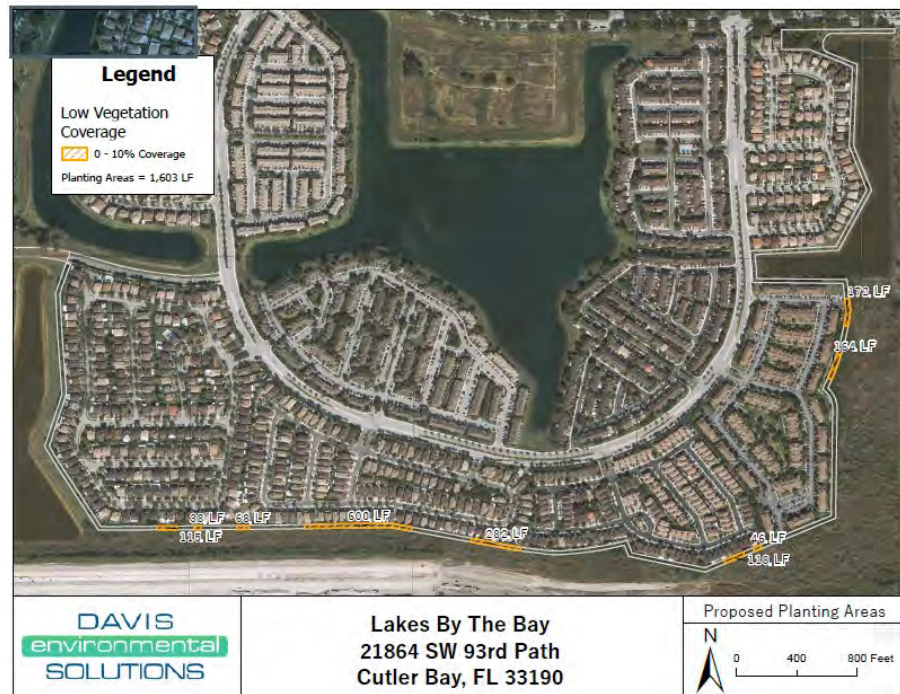 Legend
Low Vegetation
Coverage
0 - 10% Coverage
Planting Areas = 1,603 LF
172 LF
164 LF
38 LF
68 LF
600 LF
115 LF
282 LF
46 LF
118 LF
DAVIS
environmental
SOLUTIONS
Lakes By The Bay
21864 SW 93rd Path
Cutler Bay, FL 33190
Proposed Planting Areas
N
0 400 800 Feet